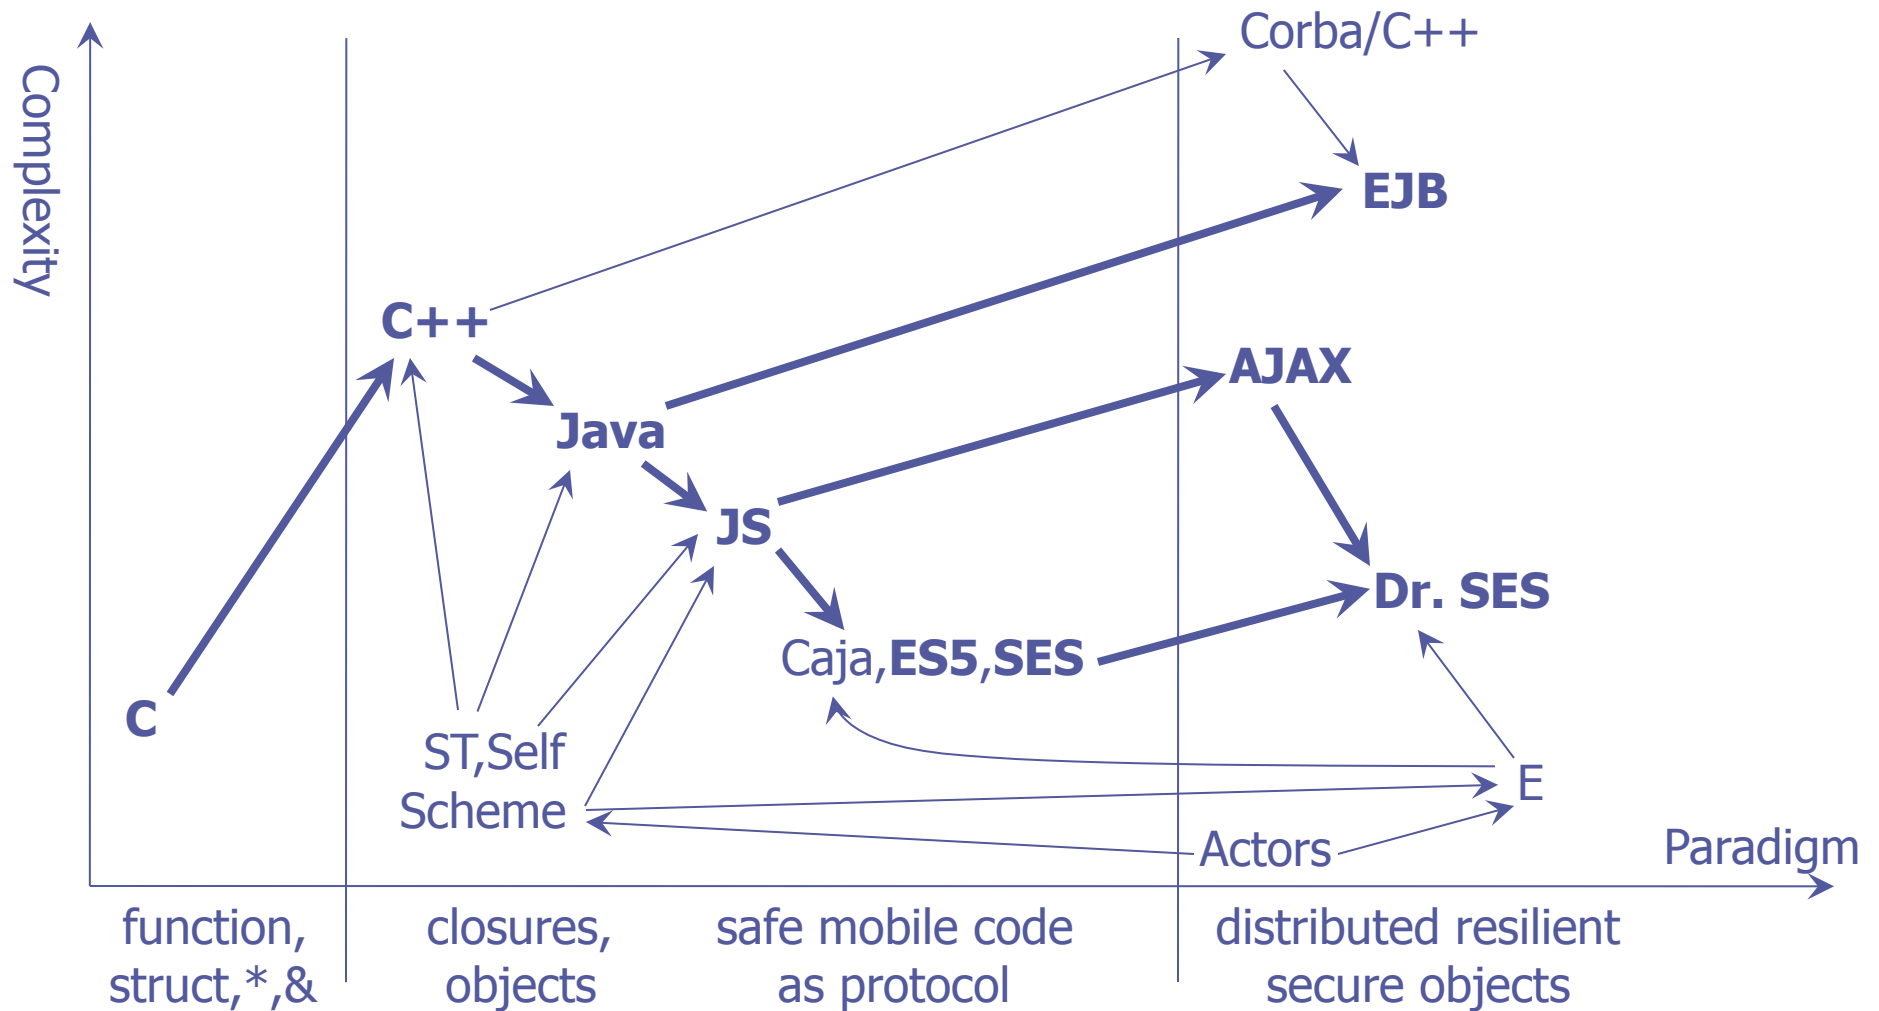 Corba/C++
Complexity
EJB
C++
AJAX
Java
JS
Dr. SES
Caja,ES5,SES
C
ST,Self
Scheme
E
Actors
Paradigm
function,
struct,*,&
closures,
objects
safe mobile code
as protocol
distributed resilient
secure objects